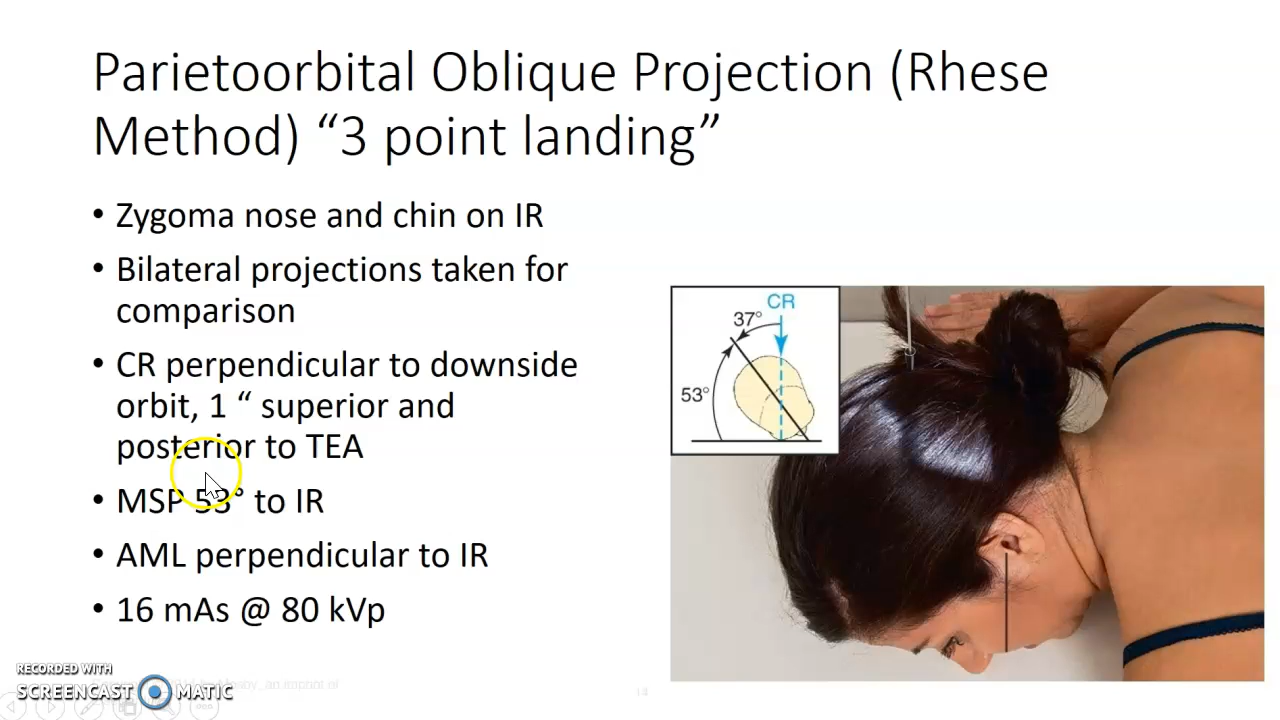 Parietoorbital Oblique Projection (Rhese
Method) “3 point landing”
• Zygoma nose and chin on IR
• Bilateral projections taken for
comparison
• CR perpendicular to downside
orbit, 1 “ superior and
posterior to TEA
• MSP 53° to IR
• AML perpendicular to IR
• 16 mAs @ 80 kVp
CR
37°
53°
RECORDED WITH
SCREENCAST MATIC
14